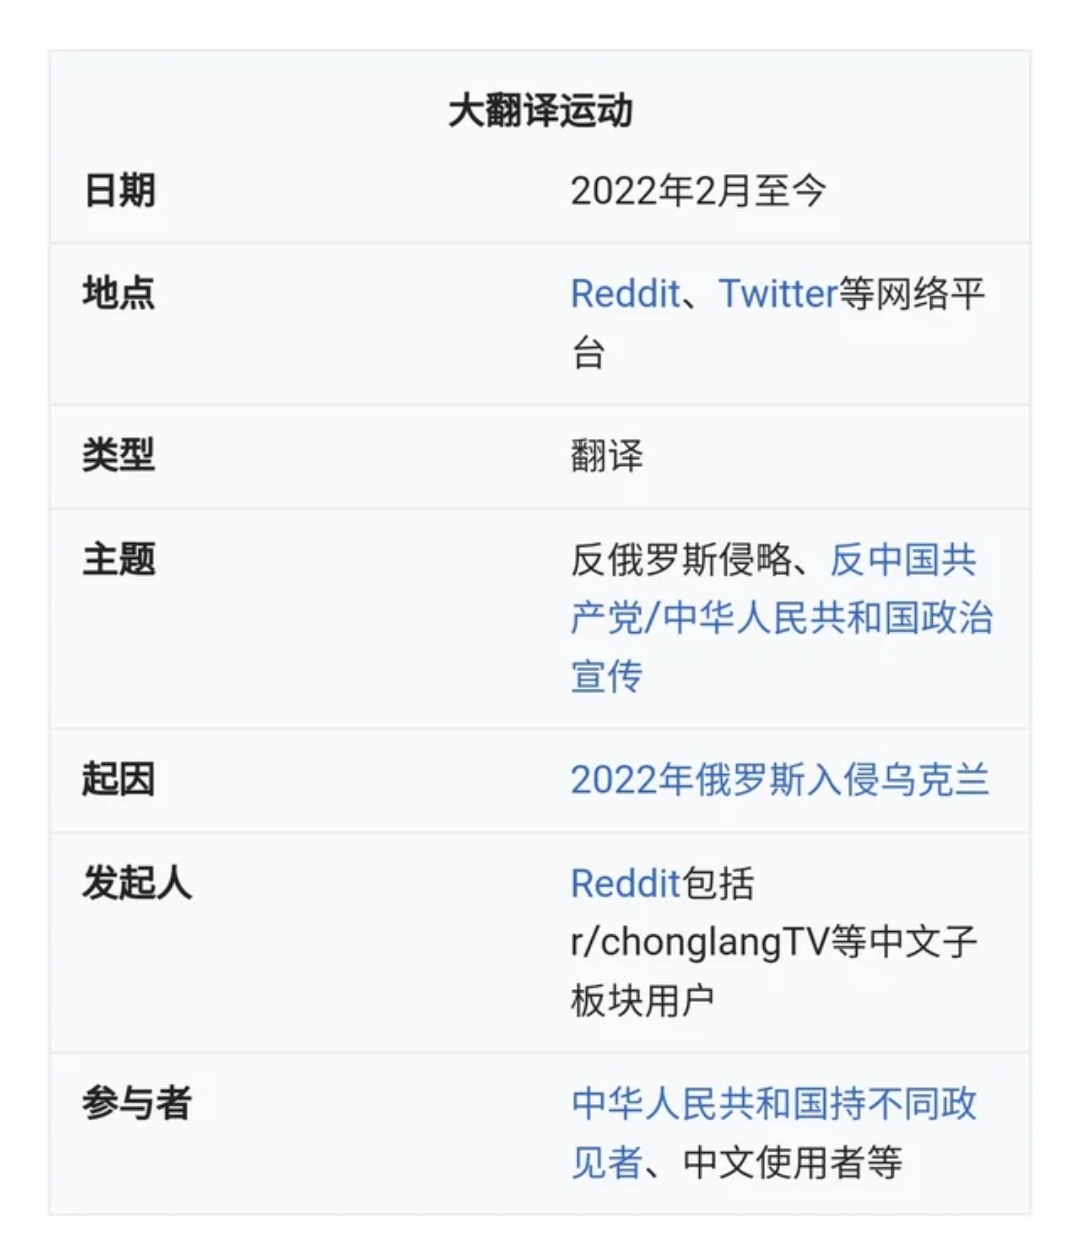 大翻译运动
日期
2022年2月至今
地点
Reddit、Twitter等网络平
台
类型
翻译
主题
反俄罗斯侵略、反中国共
产党/中华人民共和国政治
宣传
起因
2022年俄罗斯入侵乌克兰
发起人
Reddit包括
r/chonglangTV等中文子
板块用户
参与者
中华人民共和国持不同政
见者、中文使用者等